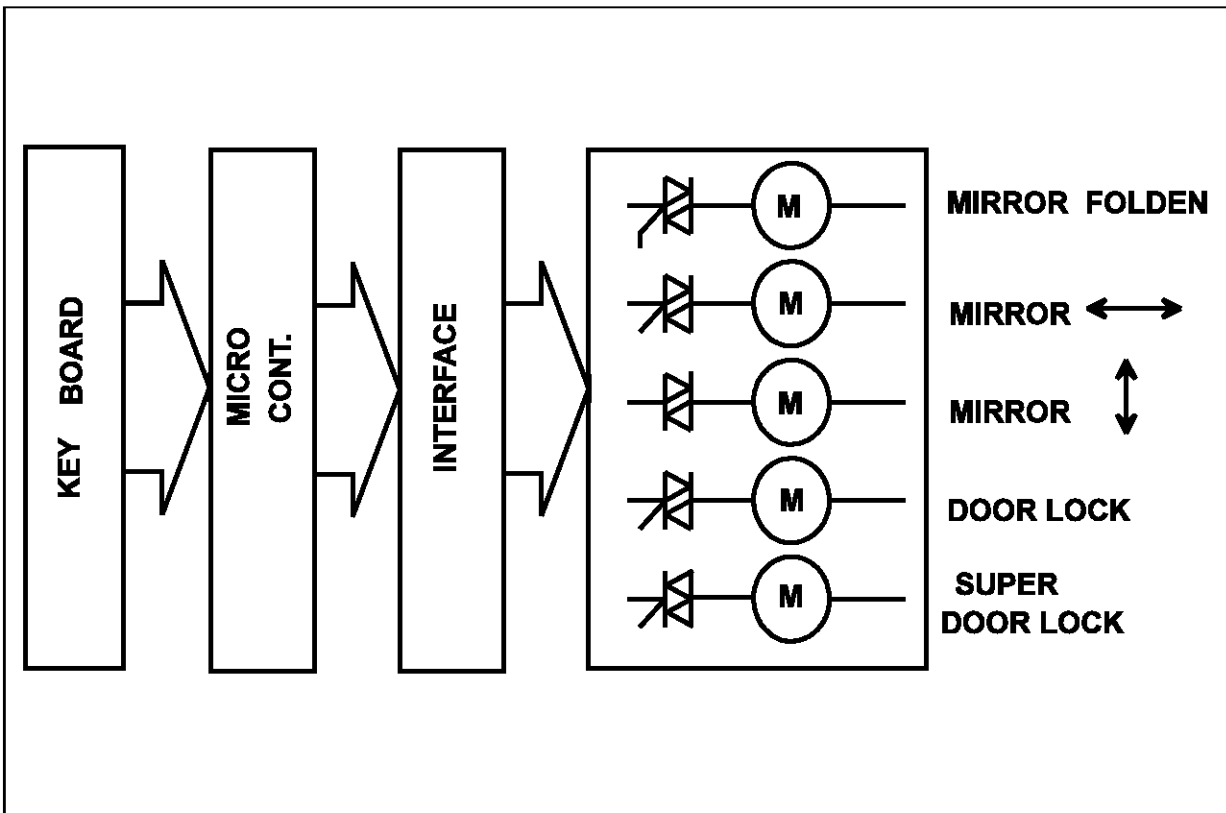 KEY BOARD
MICRO
CONT.
INTERFACE
M
MIRROR FOLDEN
M
MIRROR
M
MIRROR
M
DOOR LOCK
M
SUPER
DOOR LOCK